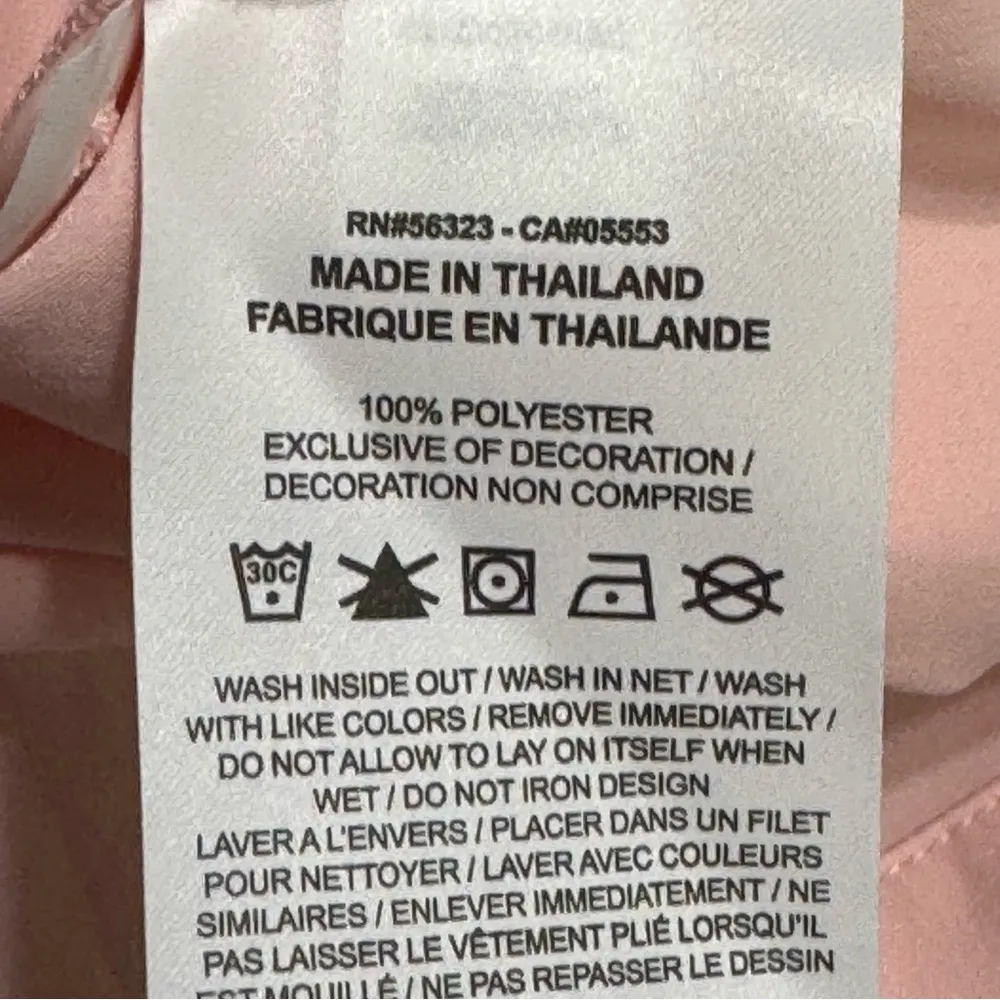 RN#56323 - CA#05553
MADE IN THAILAND
FABRIQUE EN THAILANDE
100% POLYESTER
EXCLUSIVE OF DECORATION /
DECORATION NON COMPRISE
30C
WASH INSIDE OUT / WASH IN NET / WASH
WITH LIKE COLORS / REMOVE IMMEDIATELY /
DO NOT ALLOW TO LAY ON ITSELF WHEN
WET / DO NOT IRON DESIGN
LAVER A L'ENVERS / PLACER DANS UN FILET
POUR NETTOYER / LAVER AVEC COULEURS
SIMILAIRES / ENLEVER IMMEDIATEMENT / NE
PAS LAISSER LE VÊTEMENT PLIÉ LORSQU'IL
EST MOUILLÉ / NE PAS REPASSER LE DESSIN